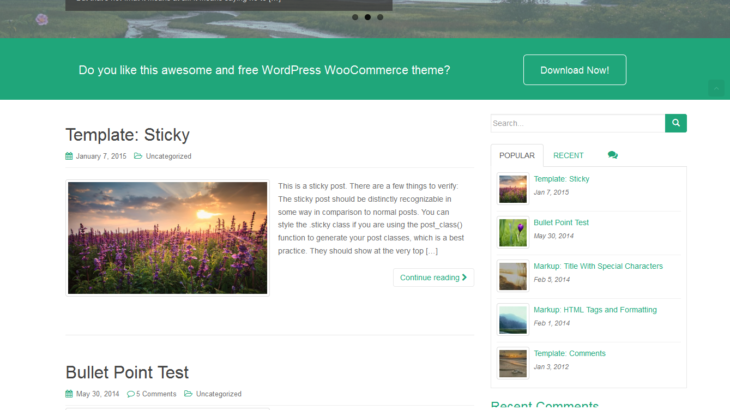 Do you like this awesome and free WordPress WooCommerce theme?
Download Now!
Template: Sticky
January 7, 2015 Uncategorized
This is a sticky post. There are a few things to verify:
The sticky post should be distinctly recognizable in
some way in comparison to normal posts. You can
style the .sticky class if you are using the post_class()
function to generate your post classes, which is a best
practice. They should show at the very top […]
Continue reading
Bullet Point Test
May 30, 2014 5 Comments Uncategorized
Search...
POPULAR RECENT
Template: Sticky
Jan 7, 2015
Bullet Point Test
May 30, 2014
Markup: Title With Special Characters
Feb 5, 2014
Markup: HTML Tags and Formatting
Feb 1, 2014
Template: Comments
Jan 3, 2012
Recent Comments